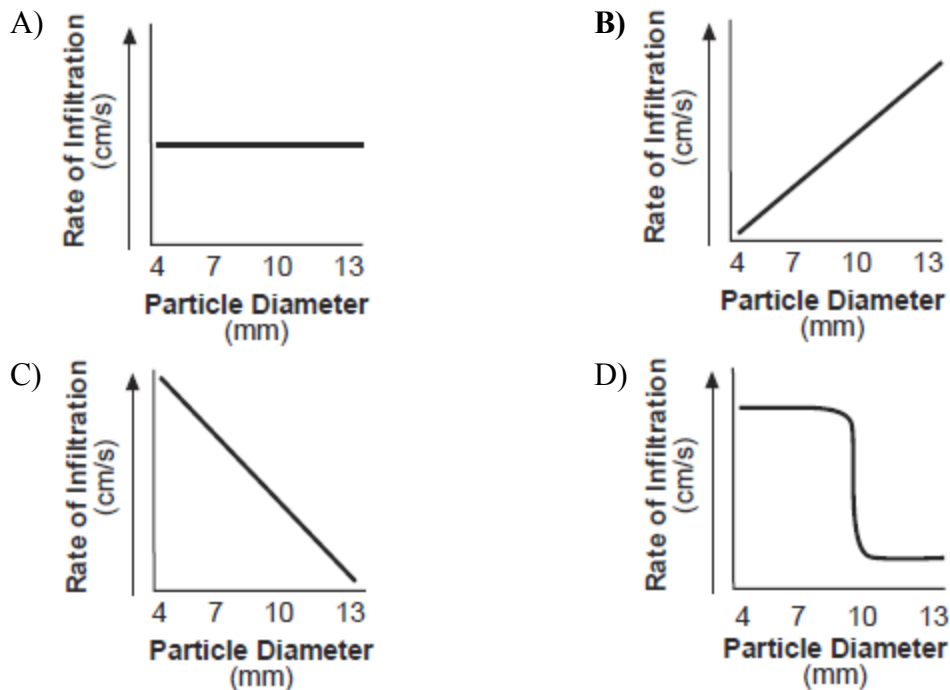 A)
Rate of Infiltration
(cm/s)
4 7 10 13
Particle Diameter
(mm)
B)
Rate of Infiltration
(cm/s)
4 7 10 13
Particle Diameter
(mm)
C)
Rate of Infiltration
(cm/s)
4 7 10 13
Particle Diameter
(mm)
D)
Rate of Infiltration
(cm/s)
4 7 10 13
Particle Diameter
(mm)